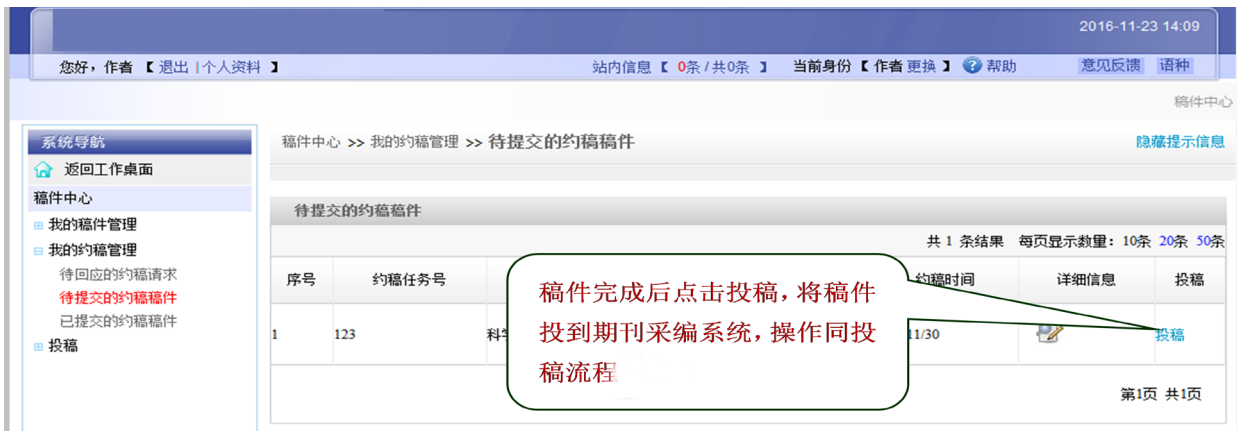 2016-11-23 14:09
您好，作者 【 退出 | 个人资料 】
站内信息【 0条 / 共0条 】 当前身份【 作者 更换 】 帮助 意见反馈 语种
稿件中心
系统导航
返回工作桌面
稿件中心
我的稿件管理
我的约稿管理
待回应的约稿请求
待提交的约稿稿件
已提交的约稿稿件
投稿
稿件中心 >> 我的约稿管理 >> 待提交的约稿稿件
隐藏提示信息
待提交的约稿稿件
共 1 条结果 每页显示数量：10条 20条 50条
序号 约稿任务号 约稿时间 详细信息 投稿
1 123 科学 11/30 投稿
稿件完成后点击投稿，将稿件
投到期刊采编系统，操作同投
稿流程
第1页 共1页